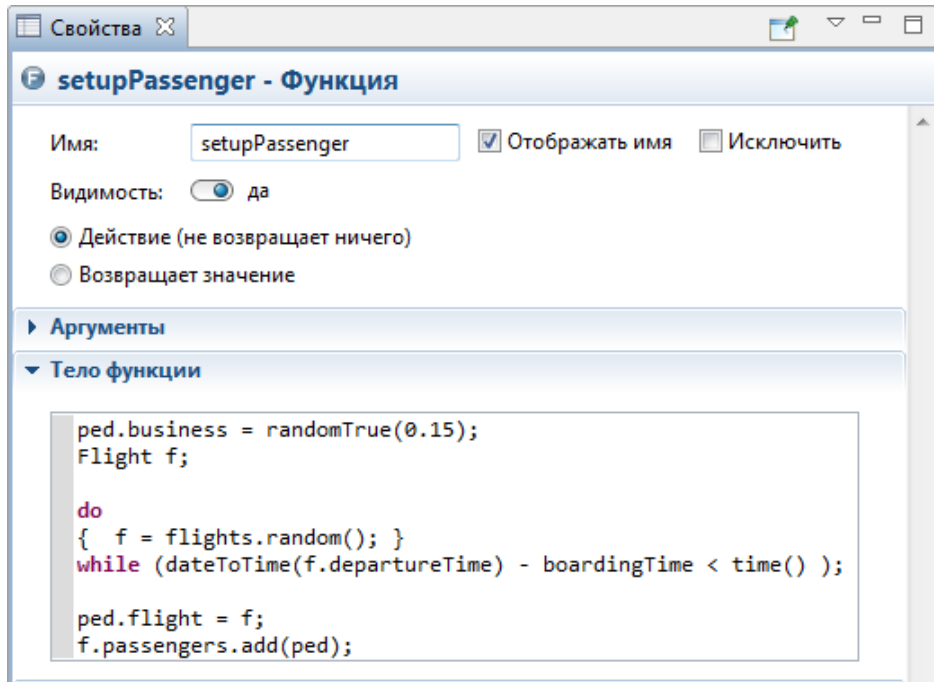 Свойства
F setupPassenger - Функция
Имя: setupPassenger Отображать имя Исключить
Видимость: да
Действие (не возвращает ничего)
Возвращает значение
Аргументы
Тело функции
ped.business = randomTrue(0.15);
Flight f;
do
{ f = flights.random(); }
while (dateToTime(f.departureTime) - boardingTime < time() );
ped.flight = f;
f.passengers.add(ped);